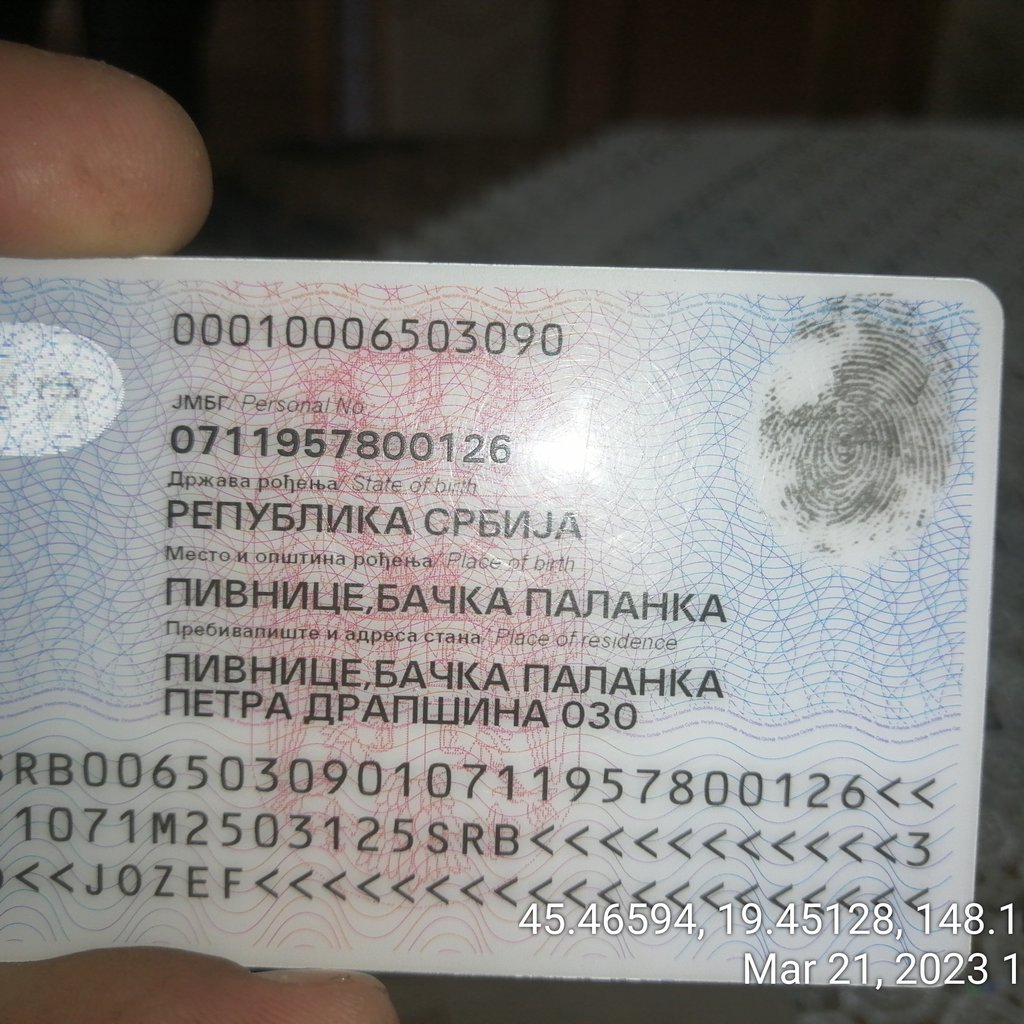 00010006503090
ЈМБГ/ Personal No.
0711957800126
Држава рођења/ State of birth
РЕПУБЛИКА СРБИЈА
Место и општина рођења/ Place of birth
ПИВНИЦЕ,БАЧКА ПАЛАНКА
Пребивалиште и адреса стана/ Place of residence
ПИВНИЦЕ,БАЧКА ПАЛАНКА
ПЕТРА ДРАПШИНА 030
SRB00650309010711957800126<<
1071M2503125SRB<<<<<<<<<<<3
<<JOZEF<<<<<<<<<<<<<<<<<<<
45.46594, 19.45128, 148.1
Mar 21, 2023 1